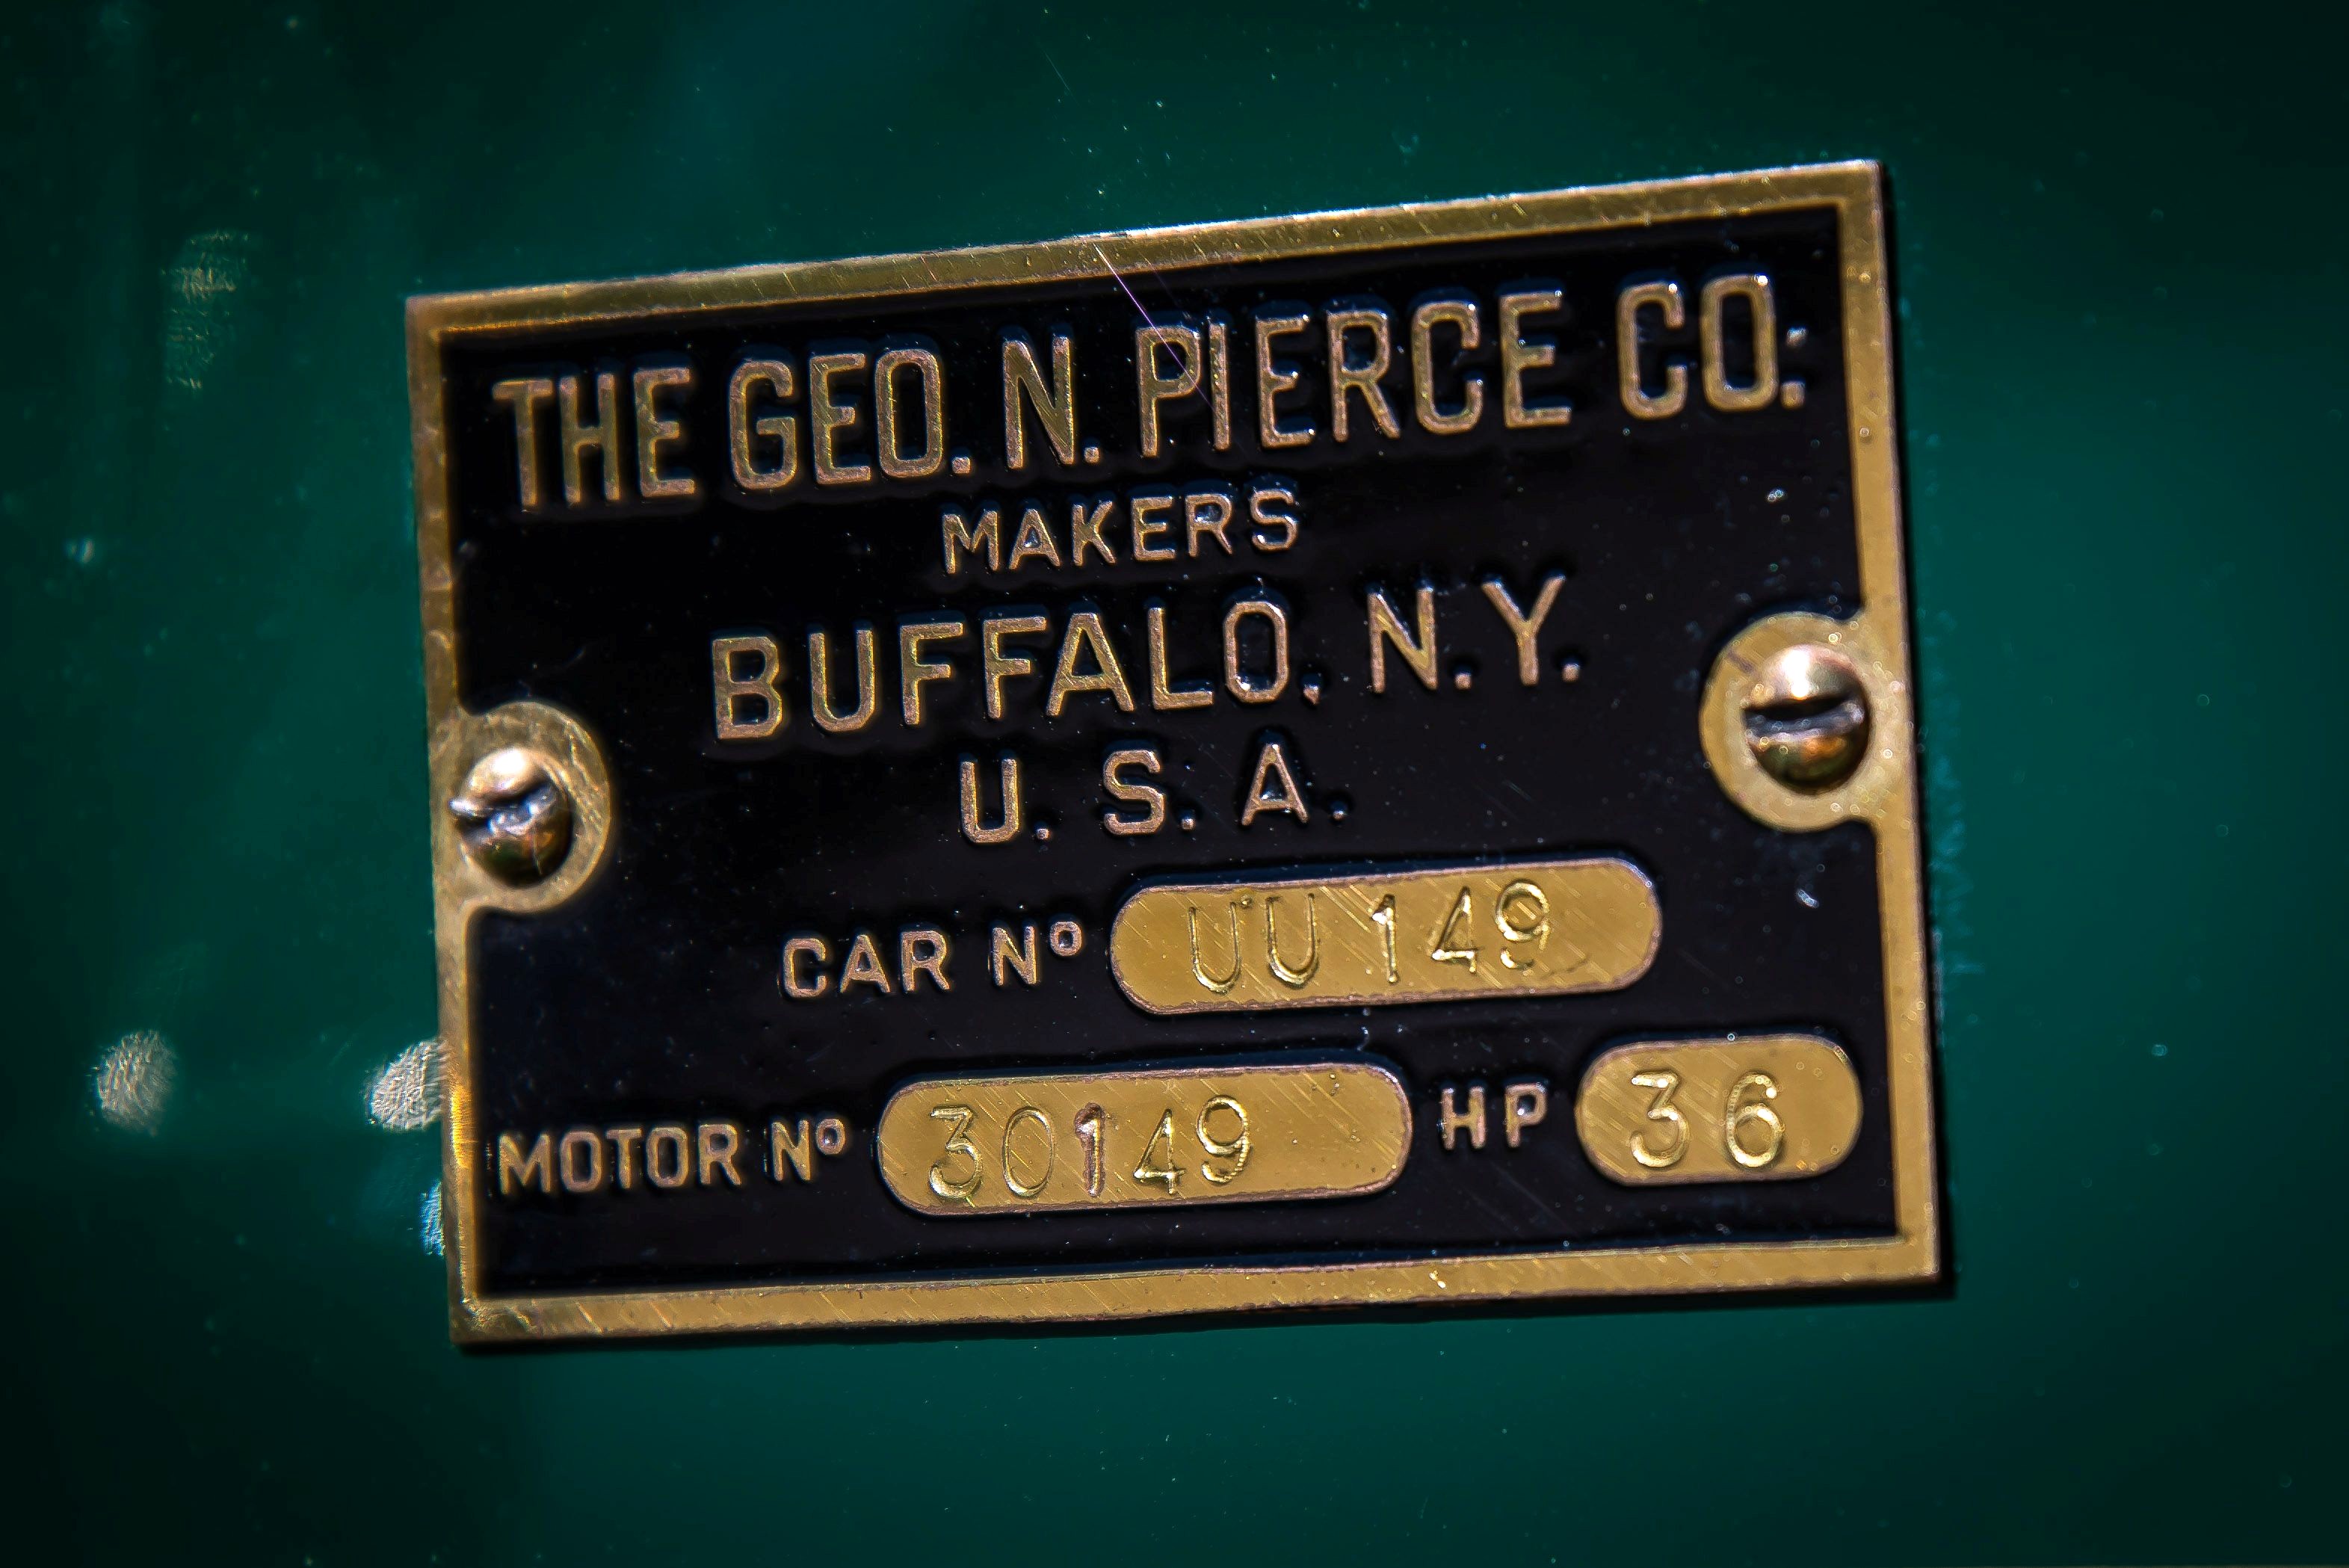 THE GEO. N. PIERCE CO.
MAKERS
BUFFALO, N.Y.
U. S. A.
CAR Nº UU 149
MOTOR Nº 30149 HP 36